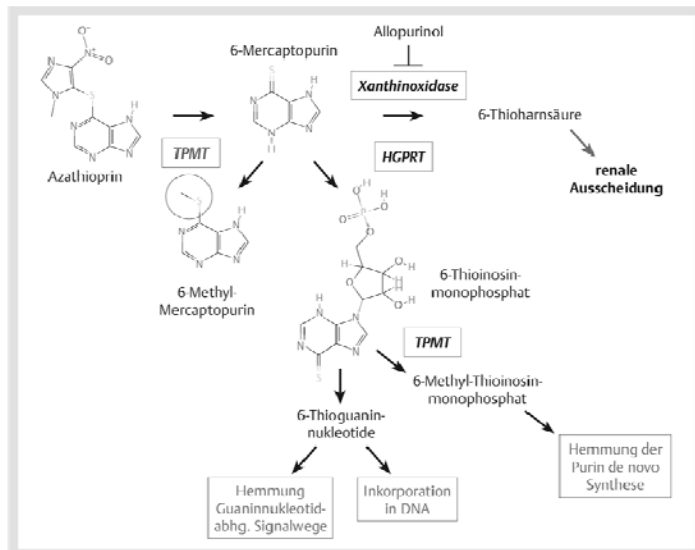 Allopurinol
6-Mercaptopurin
Xanthinoxidase
6-Thioharnsäure
Azathioprin
TPMT
HGPRT
renale
Ausscheidung
6-Methyl-
Mercaptopurin
6-Thioinosin-
monophosphat
TPMT
6-Methyl-Thioinosin-
monophosphat
6-Thioguanin-
nukleotide
Hemmung
Guaninnukleotid-
abhg. Signalwege
Inkorporation
in DNA
Hemmung der
Purin de novo
Synthese